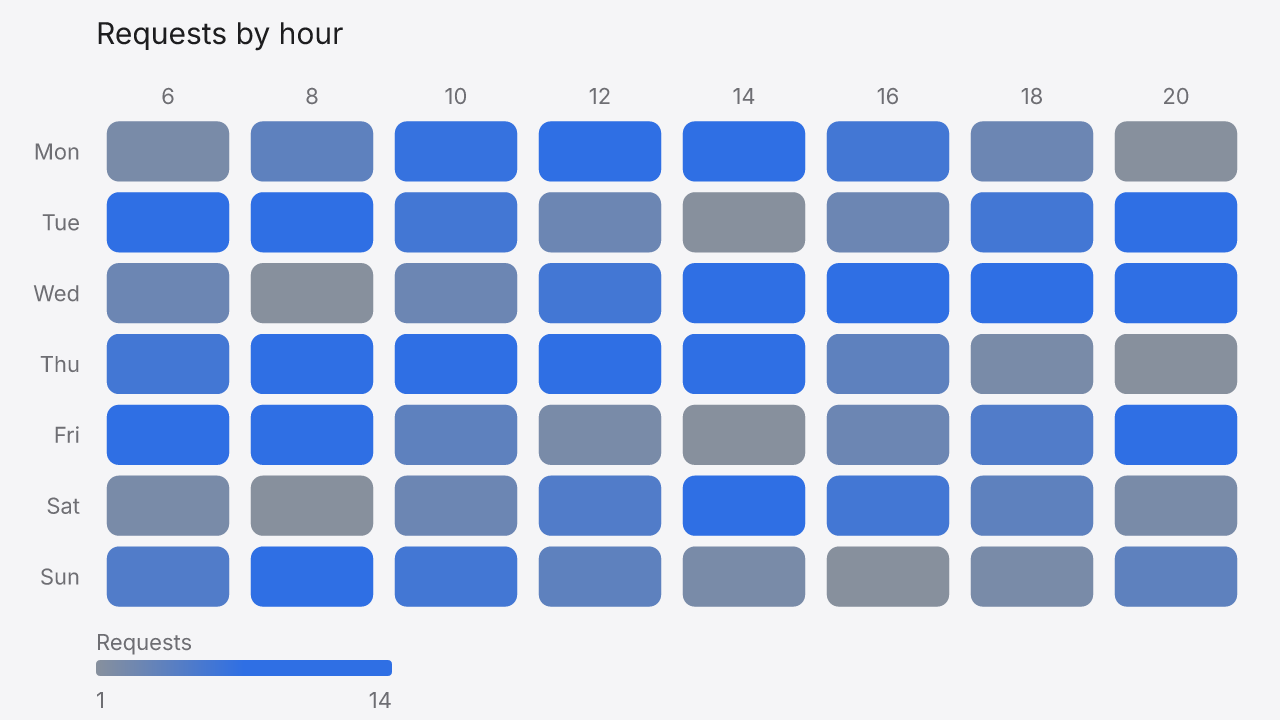 Requests by hour
6 8 10 12 14 16 18 20
Mon
Tue
Wed
Thu
Fri
Sat
Sun
Requests
1 14